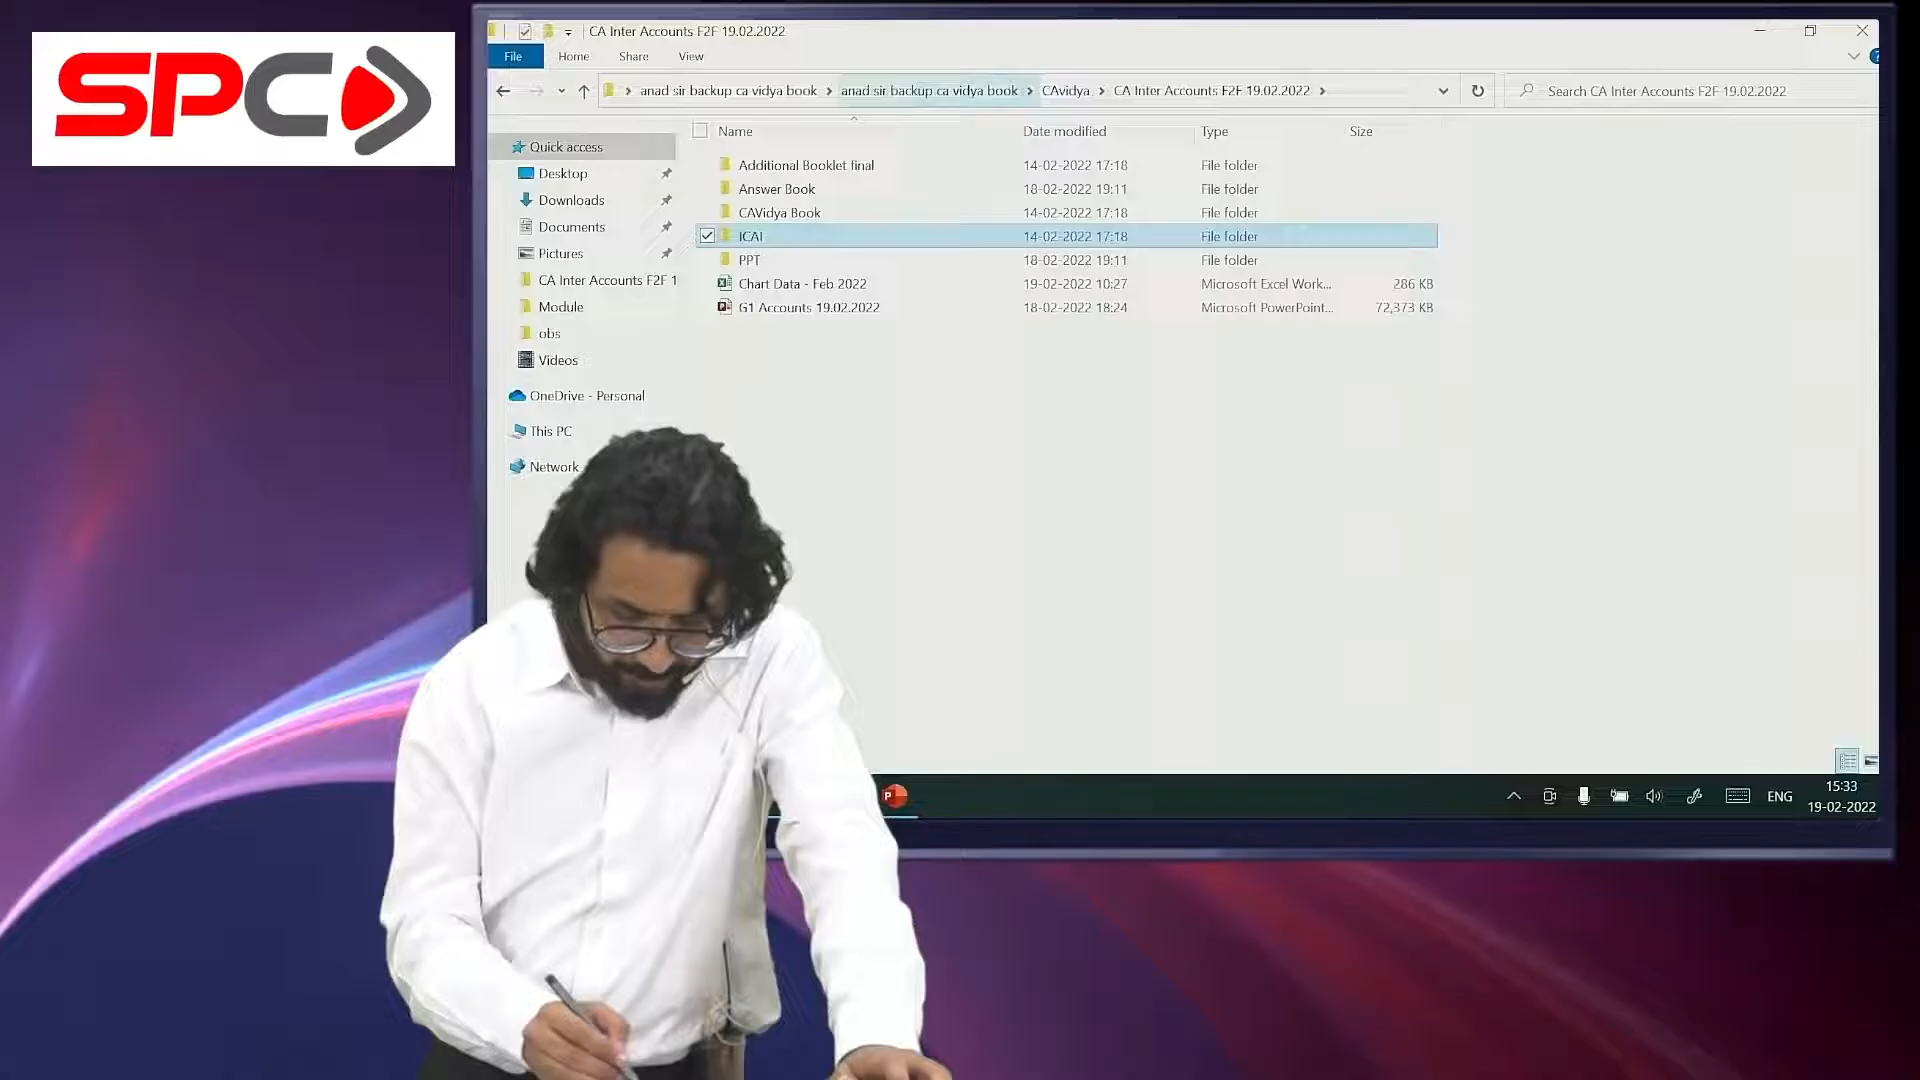 SPC
CA Inter Accounts F2F 19.02.2022
File Home Share View
anad sir backup ca vidya book anad sir backup ca vidya book CAvidya CA Inter Accounts F2F 19.02.2022 Search CA Inter Accounts F2F 19.02.2022
Name Date modified Type Size
Quick access
Desktop
Downloads
Documents
Pictures
CA Inter Accounts F2F 1
Module
obs
Videos
OneDrive - Personal
This PC
Network
Additional Booklet final 14-02-2022 17:18 File folder
Answer Book 18-02-2022 19:11 File folder
CAVidya Book 14-02-2022 17:18 File folder
ICAI 14-02-2022 17:18 File folder
PPT 18-02-2022 19:11 File folder
Chart Data - Feb 2022 19-02-2022 10:27 Microsoft Excel Work... 286 KB
G1 Accounts 19.02.2022 18-02-2022 18:24 Microsoft PowerPoint... 72,373 KB
P
ENG
15:33
19-02-2022